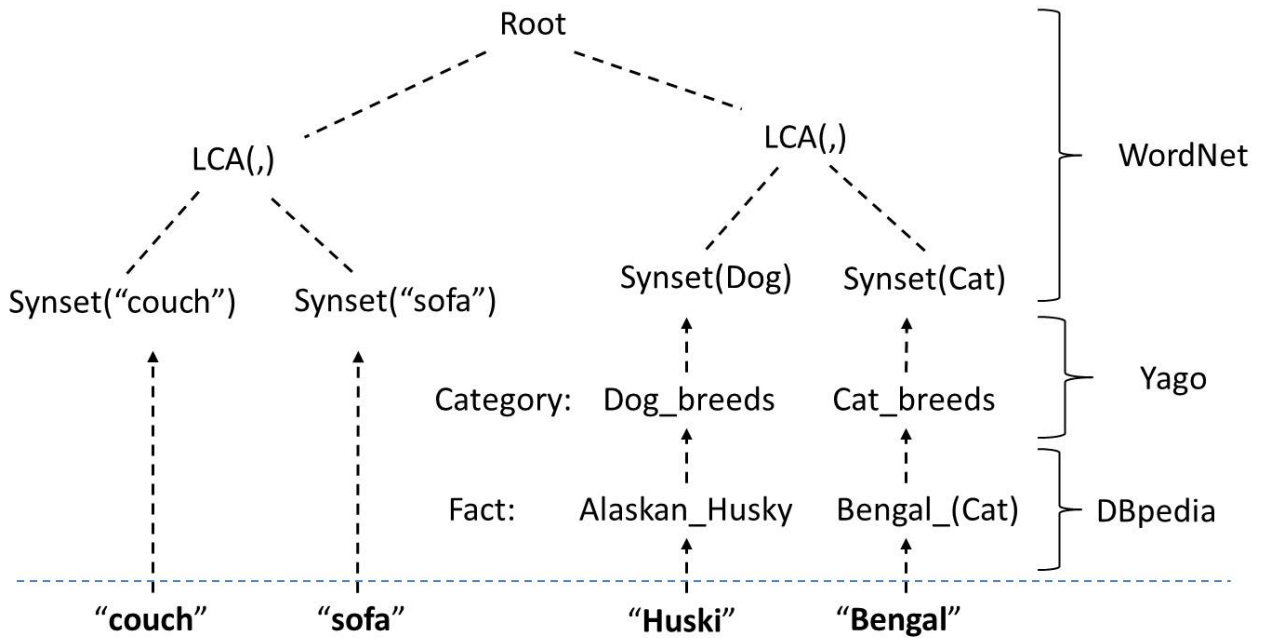 Root
LCA(,)
LCA(,)
WordNet
Synset(“couch”)
Synset(“sofa”)
Synset(Dog)
Synset(Cat)
Category: Dog_breeds Cat_breeds
Yago
Fact: Alaskan_Husky Bengal_(Cat)
DBpedia
“couch” “sofa” “Huski” “Bengal”